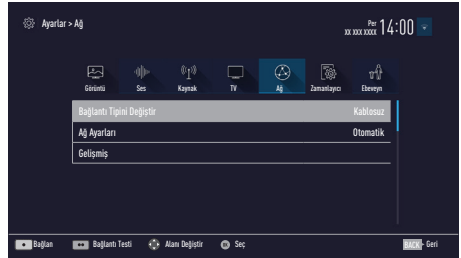 Ayarlar > Ağ
Per
xx xxx xxxx 14:00
Görüntü Ses Kaynak TV Ağ Zamanlayıcı Ebeveyn
Bağlantı Tipini Değiştir Kablosuz
Ağ Ayarları Otomatik
Gelişmiş
Bağlan Bağlantı Testi Alanı Değiştir OK Seç BACK Geri